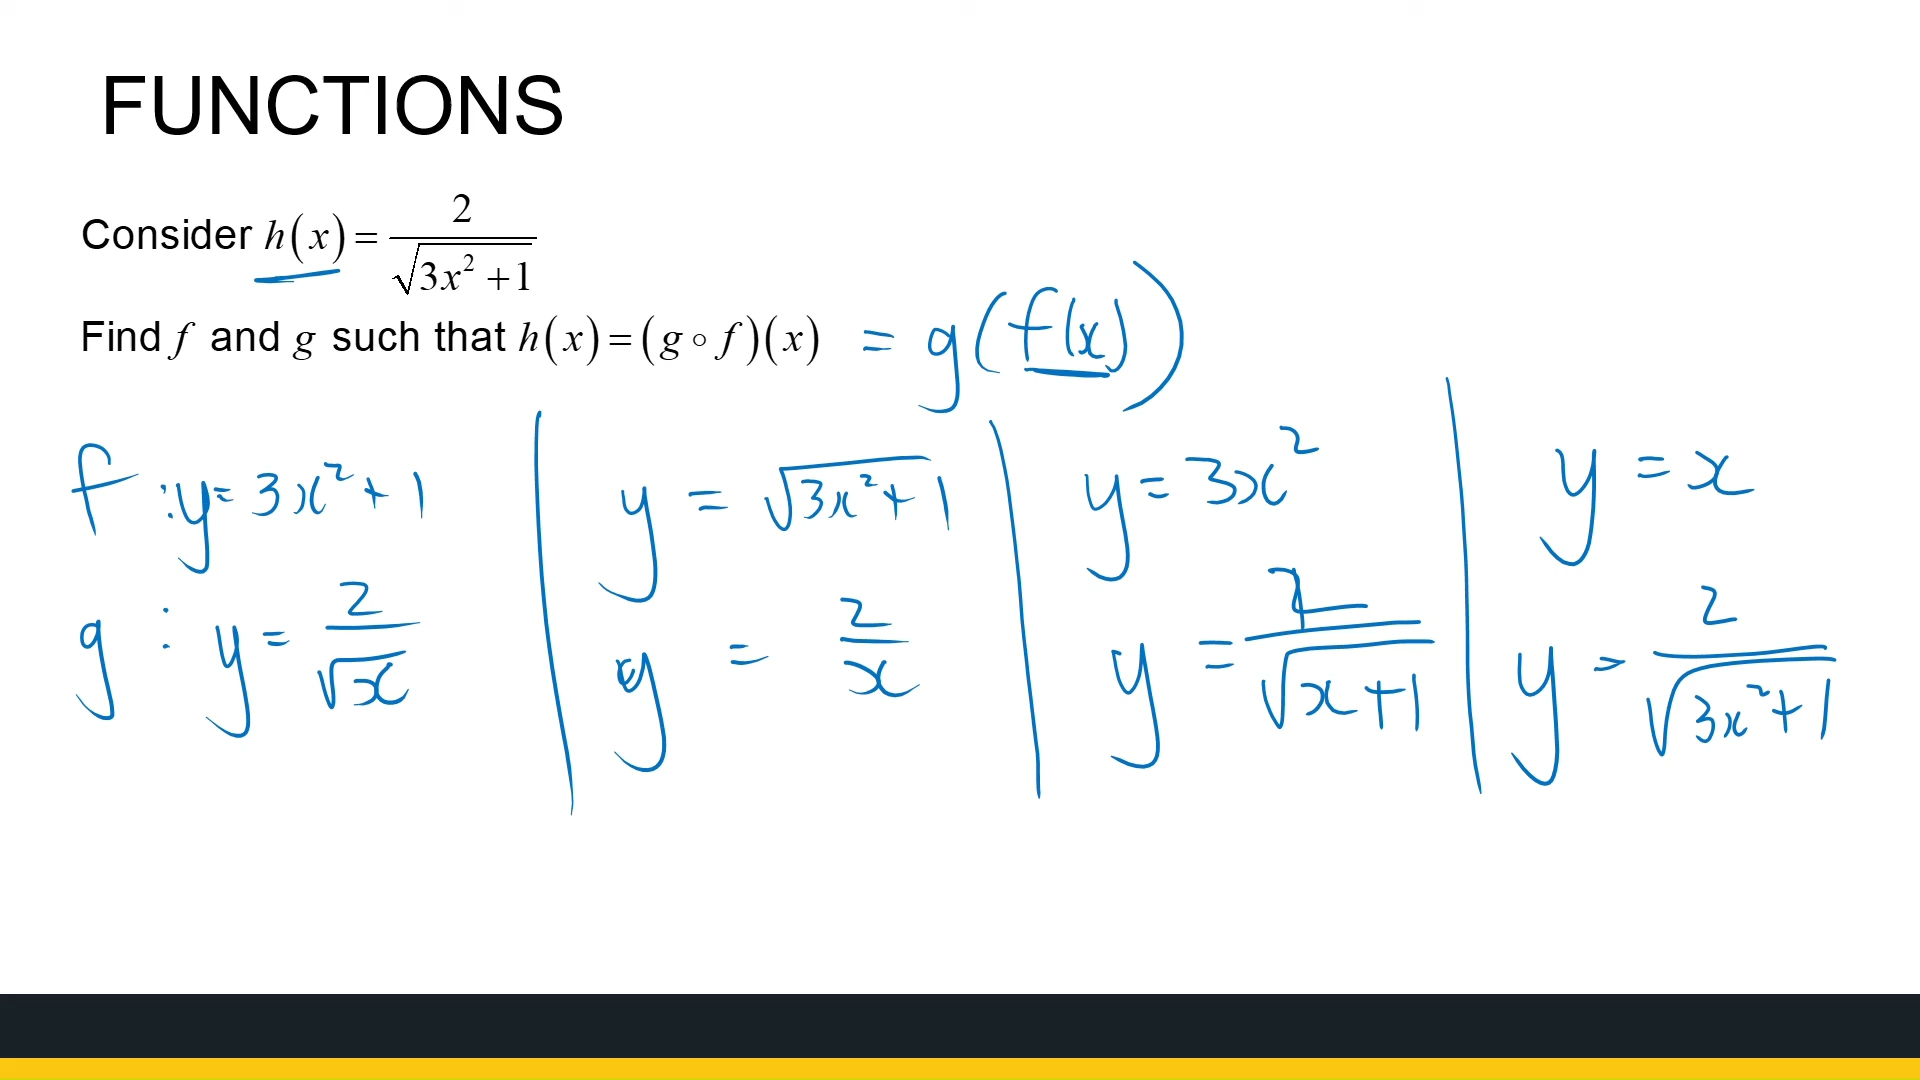 FUNCTIONS
Consider h(x) = 2/√(3x² + 1)
Find f and g such that h(x) = (g ∘ f)(x) = g(f(x))
f : y = 3x² + 1 | y = √(3x² + 1) | y = 3x² | y = x
g : y = 2/√x | y = 2/x | y = 2/√(x + 1) | y = 2/√(3x² + 1)